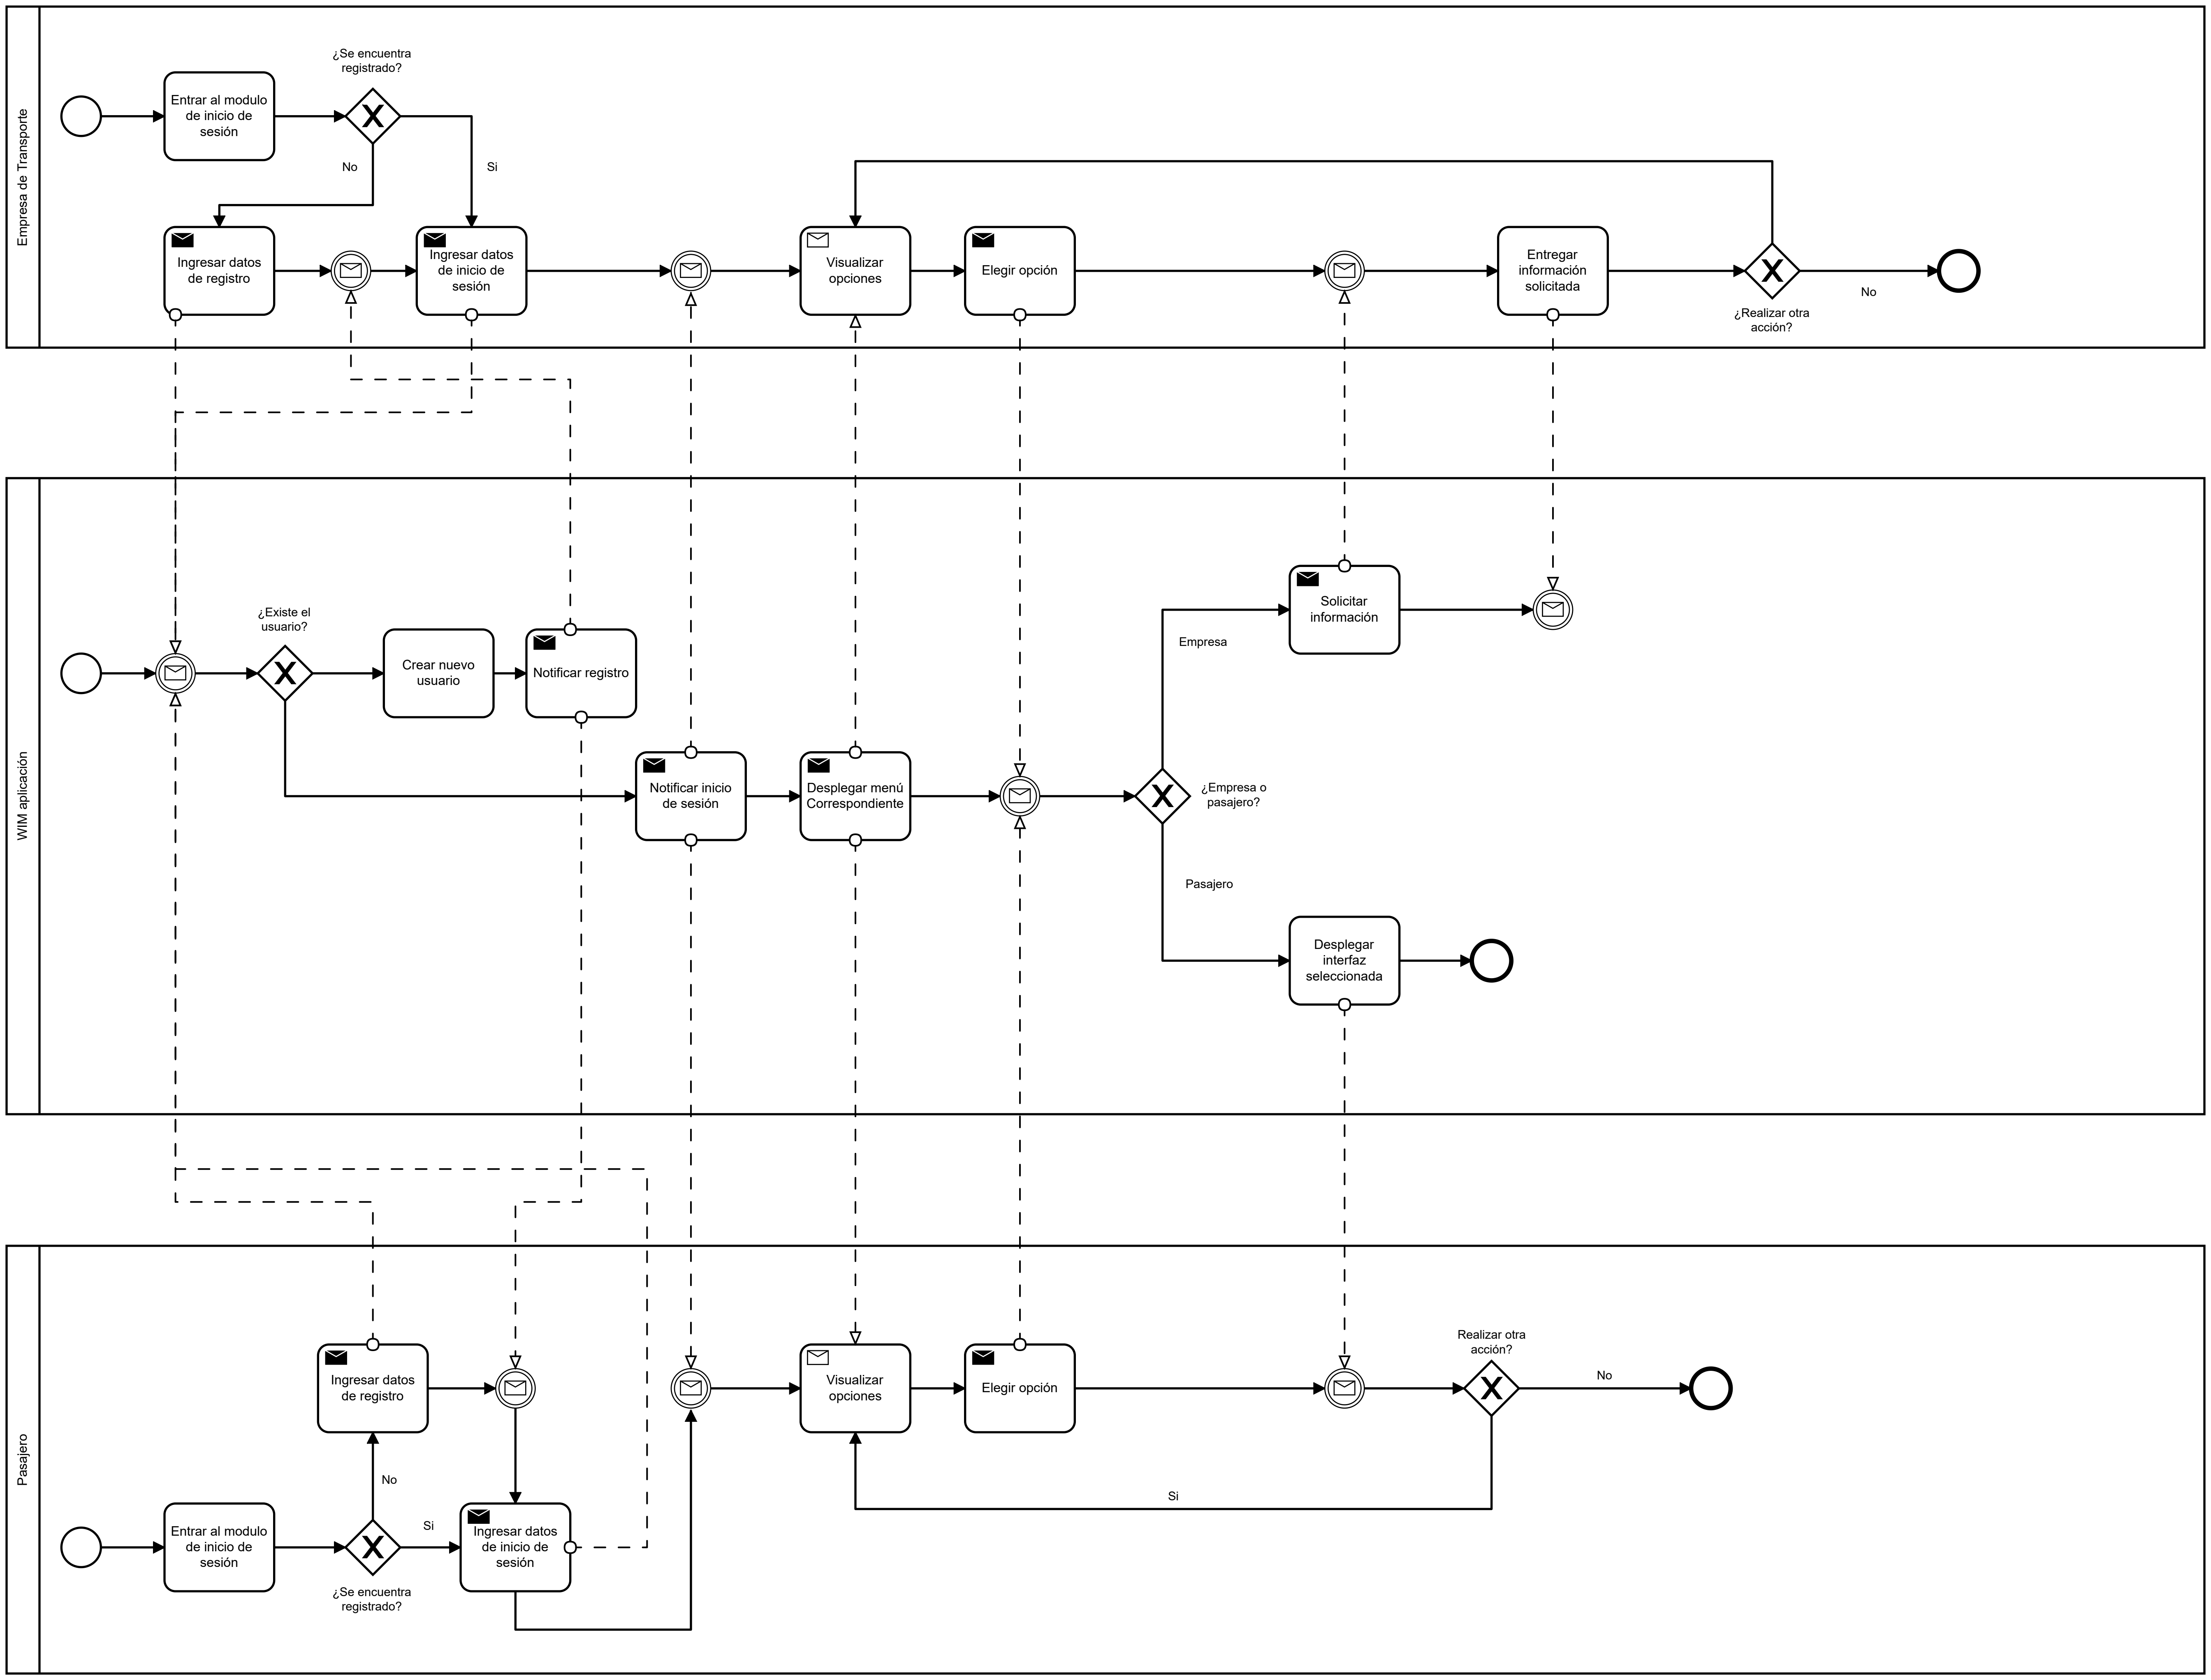 Empresa de Transporte
¿Se encuentra
registrado?
Entrar al modulo
de inicio de
sesión
No
Si
Ingresar datos
de registro
Ingresar datos
de inicio de
sesión
Visualizar
opciones
Elegir opción
Entregar
información
solicitada
No
¿Realizar otra
acción?
WIM aplicación
Solicitar
información
¿Existe el
usuario?
Empresa
Crear nuevo
usuario
Notificar registro
Notificar inicio
de sesión
Desplegar menú
Correspondiente
¿Empresa o
pasajero?
Pasajero
Desplegar
interfaz
seleccionada
Pasajero
Realizar otra
acción?
Ingresar datos
de registro
Visualizar
opciones
Elegir opción
No
No
Si
Si
Entrar al modulo
de inicio de
sesión
Ingresar datos
de inicio de
sesión
¿Se encuentra
registrado?